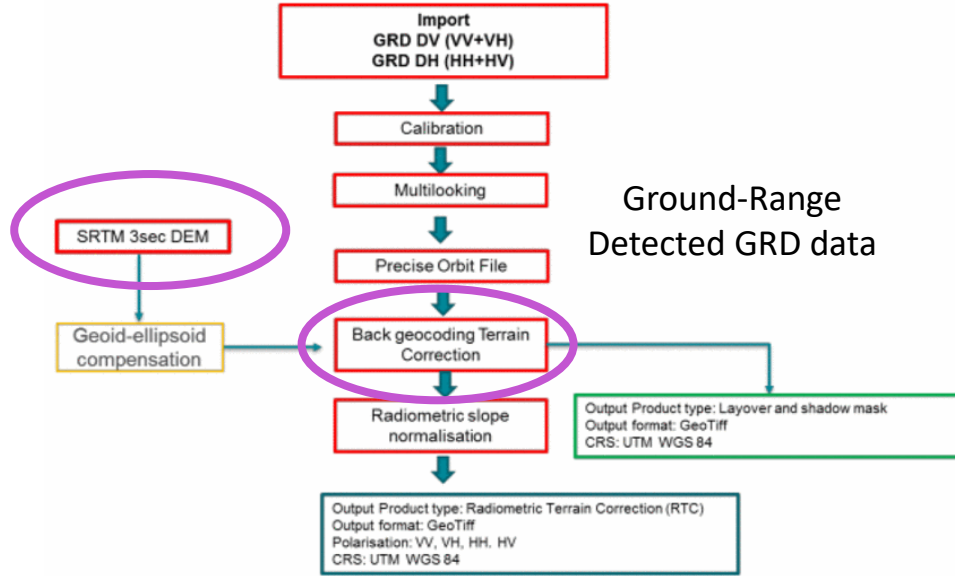 Import
GRD DV (VV+VH)
GRD DH (HH+HV)
Calibration
Multilooking
Ground-Range
Detected GRD data
SRTM 3sec DEM
Precise Orbit File
Geoid-ellipsoid
compensation
Back geocoding Terrain
Correction
Radiometric slope
normalisation
Output Product type: Layover and shadow mask
Output format: GeoTiff
CRS: UTM WGS 84
Output Product type: Radiometric Terrain Correction (RTC)
Output format: GeoTiff
Polarisation: VV, VH, HH. HV
CRS: UTM WGS 84